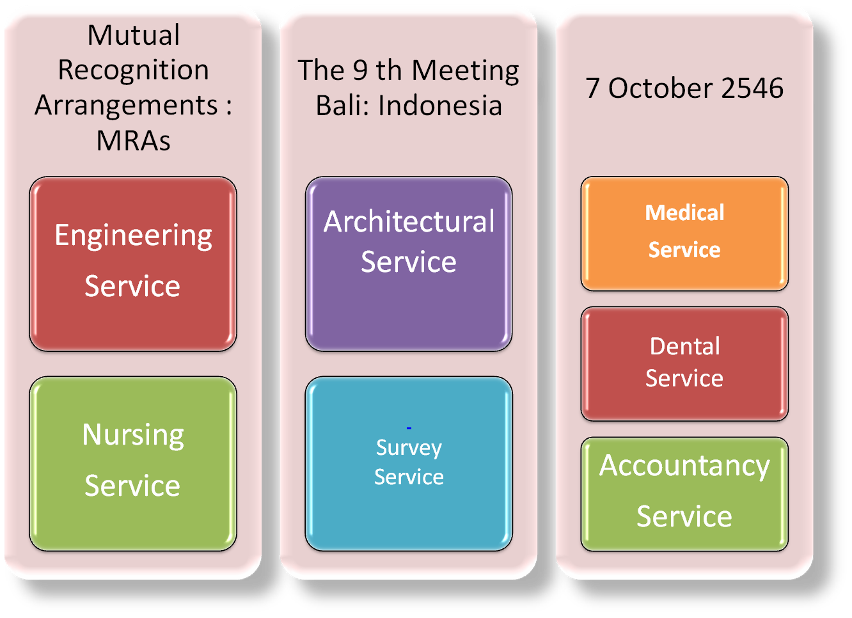 Mutual
Recognition
Arrangements :
MRAs
Engineering
Service
Nursing
Service
The 9 th Meeting
Bali: Indonesia
Architectural
Service
Survey
Service
7 October 2546
Medical
Service
Dental
Service
Accountancy
Service